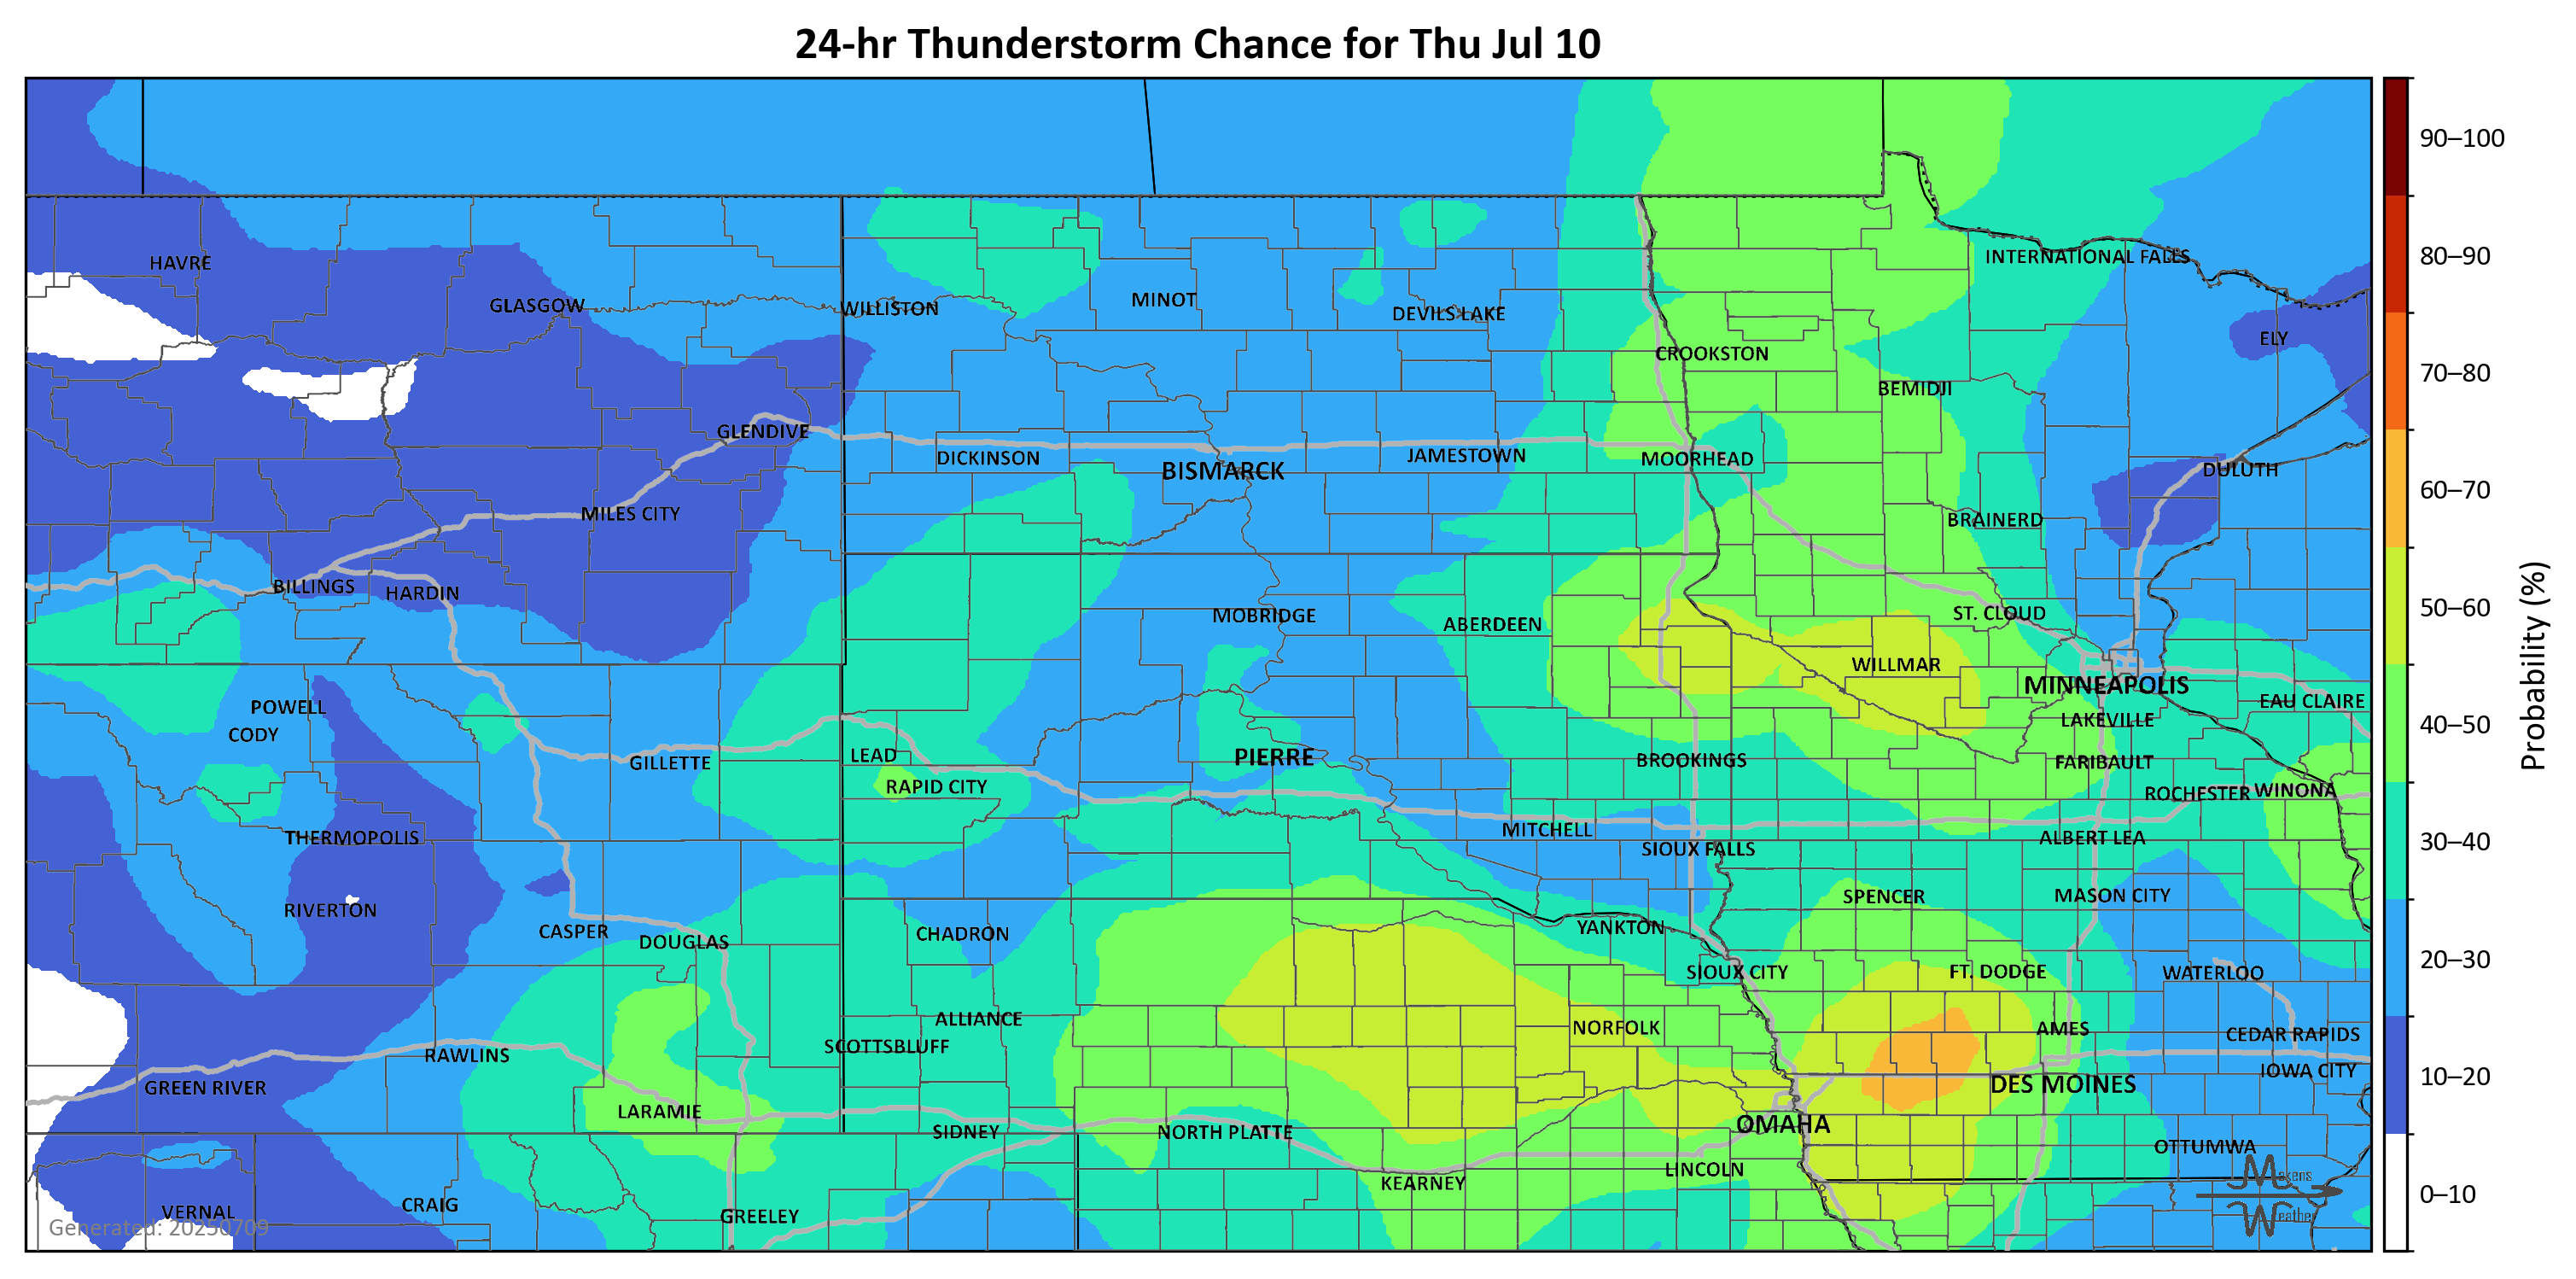 24-hr Thunderstorm Chance for Thu Jul 10
90–100
80–90
70–80
60–70
50–60
40–50
30–40
20–30
10–20
0–10
Probability (%)
HAVRE
INTERNATIONAL FALLS
GLASGOW
WILLISTON
MINOT
DEVILS LAKE
ELY
CROOKSTON
BEMIDJI
GLENDIVE
DICKINSON
BISMARCK
JAMESTOWN
MOORHEAD
DULUTH
MILES CITY
BRAINERD
BILLINGS
HARDIN
MOBRIDGE
ABERDEEN
ST. CLOUD
WILLMAR
MINNEAPOLIS
POWELL
EAU CLAIRE
CODY
LAKEVILLE
GILLETTE
LEAD
PIERRE
BROOKINGS
FARIBAULT
RAPID CITY
ROCHESTER
WINONA
THERMOPOLIS
MITCHELL
ALBERT LEA
SIOUX FALLS
SPENCER
MASON CITY
RIVERTON
CASPER
DOUGLAS
CHADRON
YANKTON
SIOUX CITY
FT. DODGE
WATERLOO
ALLIANCE
NORFOLK
AMES
CEDAR RAPIDS
SCOTTSBLUFF
RAWLINS
IOWA CITY
GREEN RIVER
DES MOINES
LARAMIE
OMAHA
SIDNEY
NORTH PLATTE
OTTUMWA
LINCOLN
KEARNEY
CRAIG
VERNAL
GREELEY
Generated: 20250709
Makens
Weather